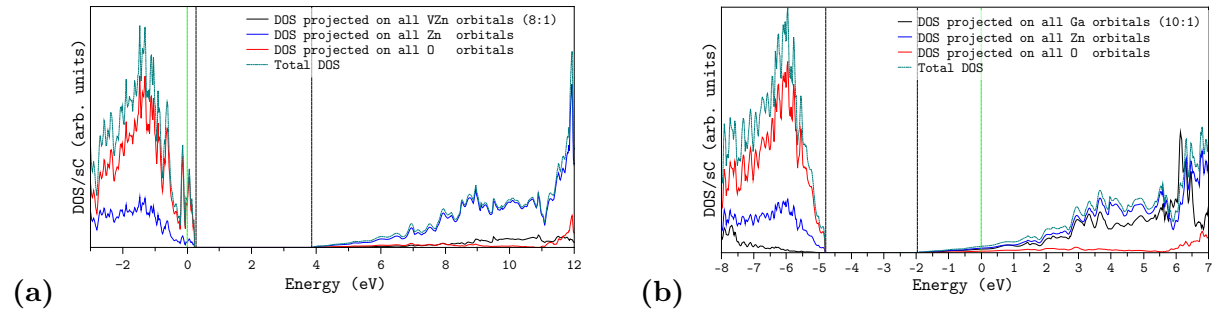 DOS projected on all VZn orbitals (8:1)
DOS projected on all Zn orbitals
DOS projected on all O orbitals
Total DOS
DOS/sC (arb. units)
−2 0 2 4 6 8 10 12
Energy (eV)
(a)
DOS projected on all Ga orbitals (10:1)
DOS projected on all Zn orbitals
DOS projected on all O orbitals
Total DOS
DOS/sC (arb. units)
−8 −7 −6 −5 −4 −3 −2 −1 0 1 2 3 4 5 6 7
Energy (eV)
(b)